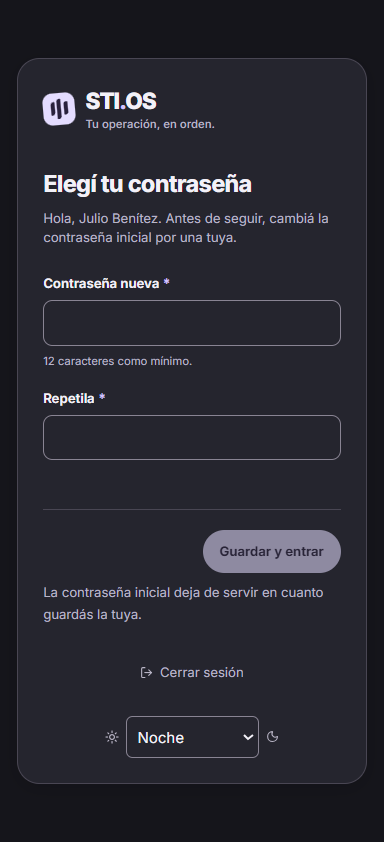 STI.OS
Tu operación, en orden.
Elegí tu contraseña
Hola, Julio Benítez. Antes de seguir, cambiá la
contraseña inicial por una tuya.
Contraseña nueva *
12 caracteres como mínimo.
Repetila *
Guardar y entrar
La contraseña inicial deja de servir en cuanto
guardás la tuya.
Cerrar sesión
Noche